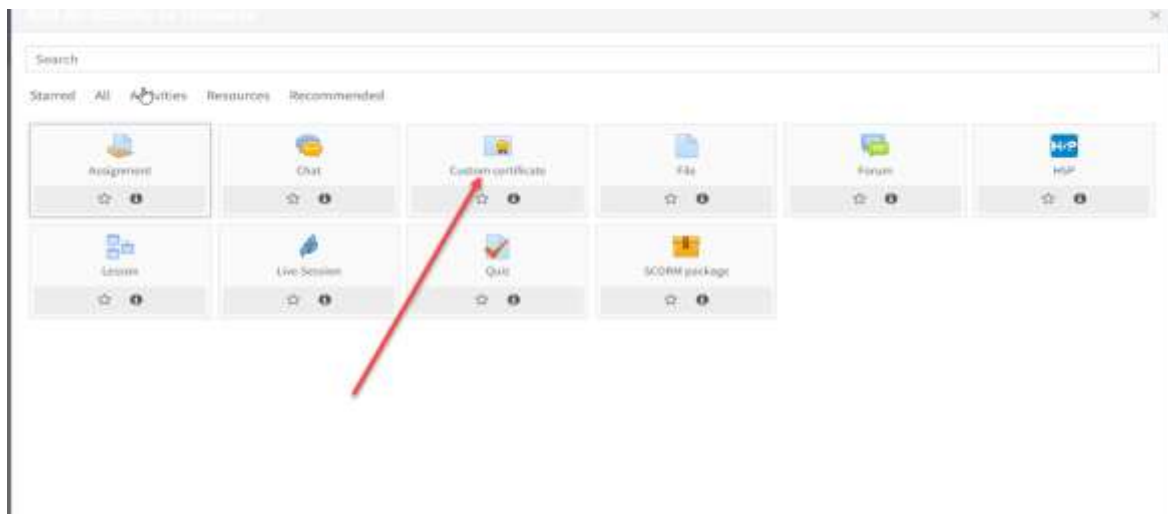 Search
Starred All Activities Resources Recommended
Assignment Chat Custom certificate File Forum H5P
H5P
Lesson Live Session Quiz SCORM package